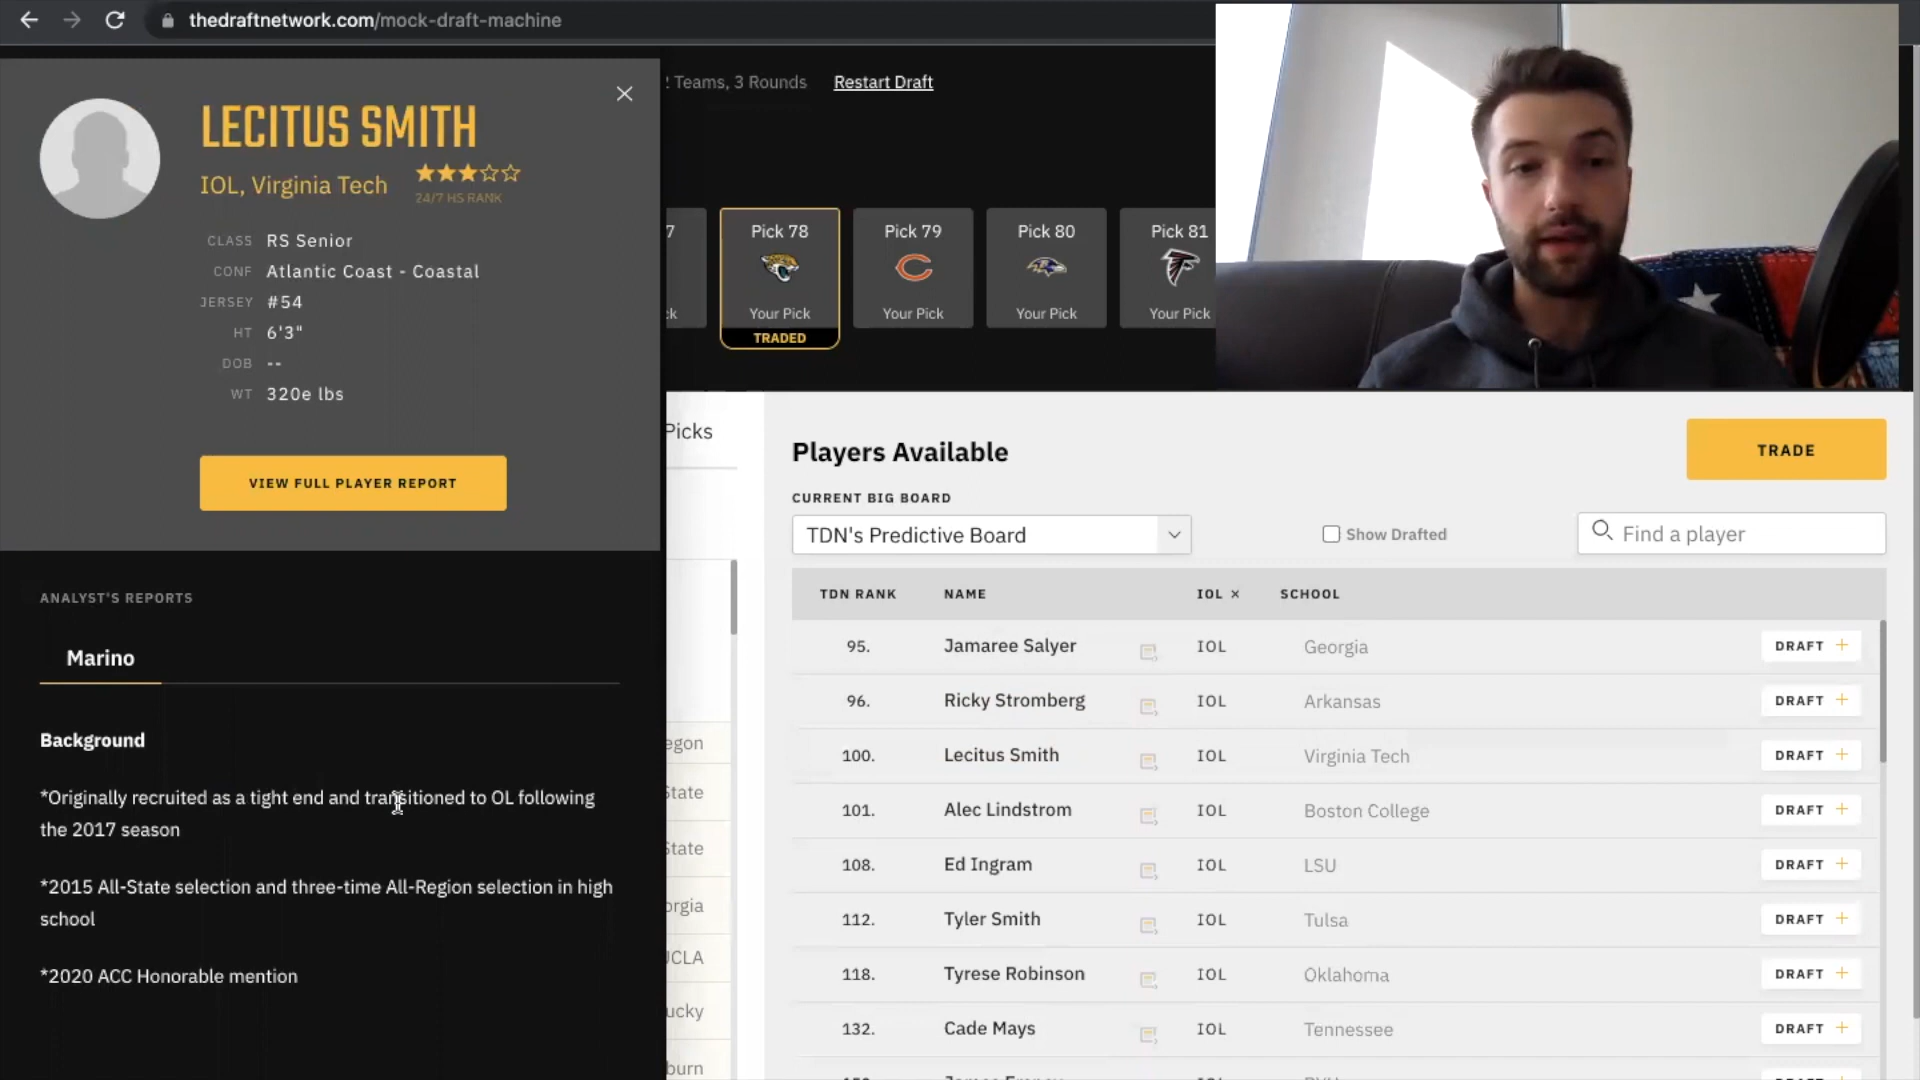 thedraftnetwork.com/mock-draft-machine
LECITUS SMITH
IOL, Virginia Tech
24/7 HS RANK
CLASS RS Senior
CONF Atlantic Coast - Coastal
JERSEY #54
HT 6'3"
DOB --
WT 320e lbs
VIEW FULL PLAYER REPORT
ANALYST'S REPORTS
Marino
Background
*Originally recruited as a tight end and transitioned to OL following
the 2017 season
*2015 All-State selection and three-time All-Region selection in high
school
*2020 ACC Honorable mention
Teams, 3 Rounds Restart Draft
7
Pick 78
Your Pick
TRADED
Pick 79
Your Pick
Pick 80
Your Pick
Pick 81
Your Pick
Picks
egon
State
State
orgia
UCLA
ucky
burn
Players Available
TRADE
CURRENT BIG BOARD
TDN's Predictive Board
Show Drafted
Find a player
TDN RANK NAME IOL × SCHOOL
95. Jamaree Salyer IOL Georgia DRAFT +
96. Ricky Stromberg IOL Arkansas DRAFT +
100. Lecitus Smith IOL Virginia Tech DRAFT +
101. Alec Lindstrom IOL Boston College DRAFT +
108. Ed Ingram IOL LSU DRAFT +
112. Tyler Smith IOL Tulsa DRAFT +
118. Tyrese Robinson IOL Oklahoma DRAFT +
132. Cade Mays IOL Tennessee DRAFT +